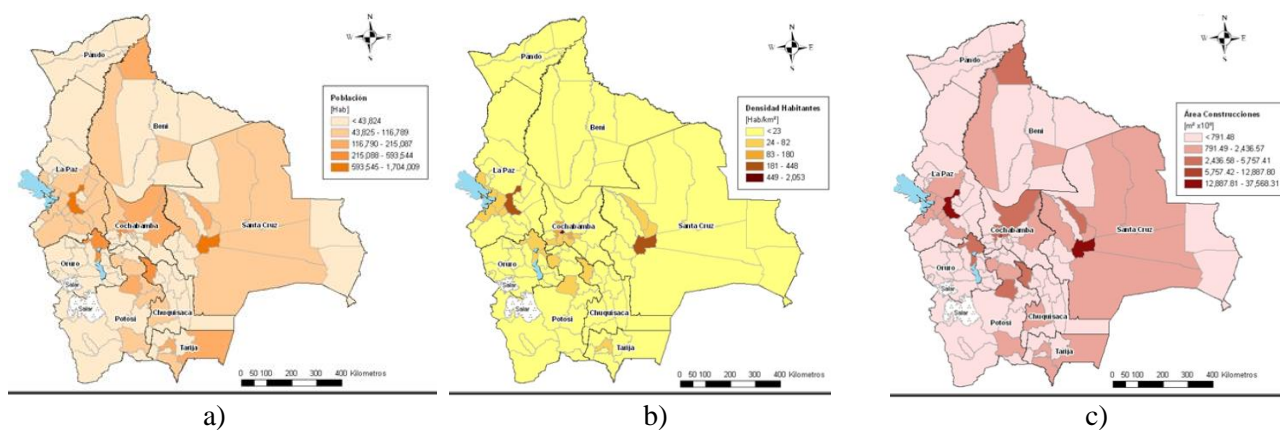 N
W E
S
Pando
Beni
La Paz
Cochabamba
Santa Cruz
Oruro
Salar
Salar
Potosí
Chuquisaca
Tarija
Población
[Hab]
< 43,824
43,825 - 116,789
116,790 - 215,087
215,088 - 593,544
593,545 - 1,704,009
0 50 100 200 300 400 Kilometros
a)
N
W E
S
Pando
Beni
La Paz
Cochabamba
Santa Cruz
Oruro
Salar
Salar
Potosí
Chuquisaca
Tarija
Densidad Habitantes
[Hab/km²]
< 23
24 - 82
83 - 180
181 - 448
449 - 2,053
0 50 100 200 300 400 Kilometros
b)
N
W E
S
Pando
Beni
La Paz
Cochabamba
Santa Cruz
Oruro
Salar
Salar
Potosí
Chuquisaca
Tarija
Área Construcciones
< 791.48
791.49 - 2,436.57
2,436.58 - 5,757.41
5,757.42 - 12,887.80
12,887.81 - 37,568.31
0 50 100 200 300 400 Kilometros
c)